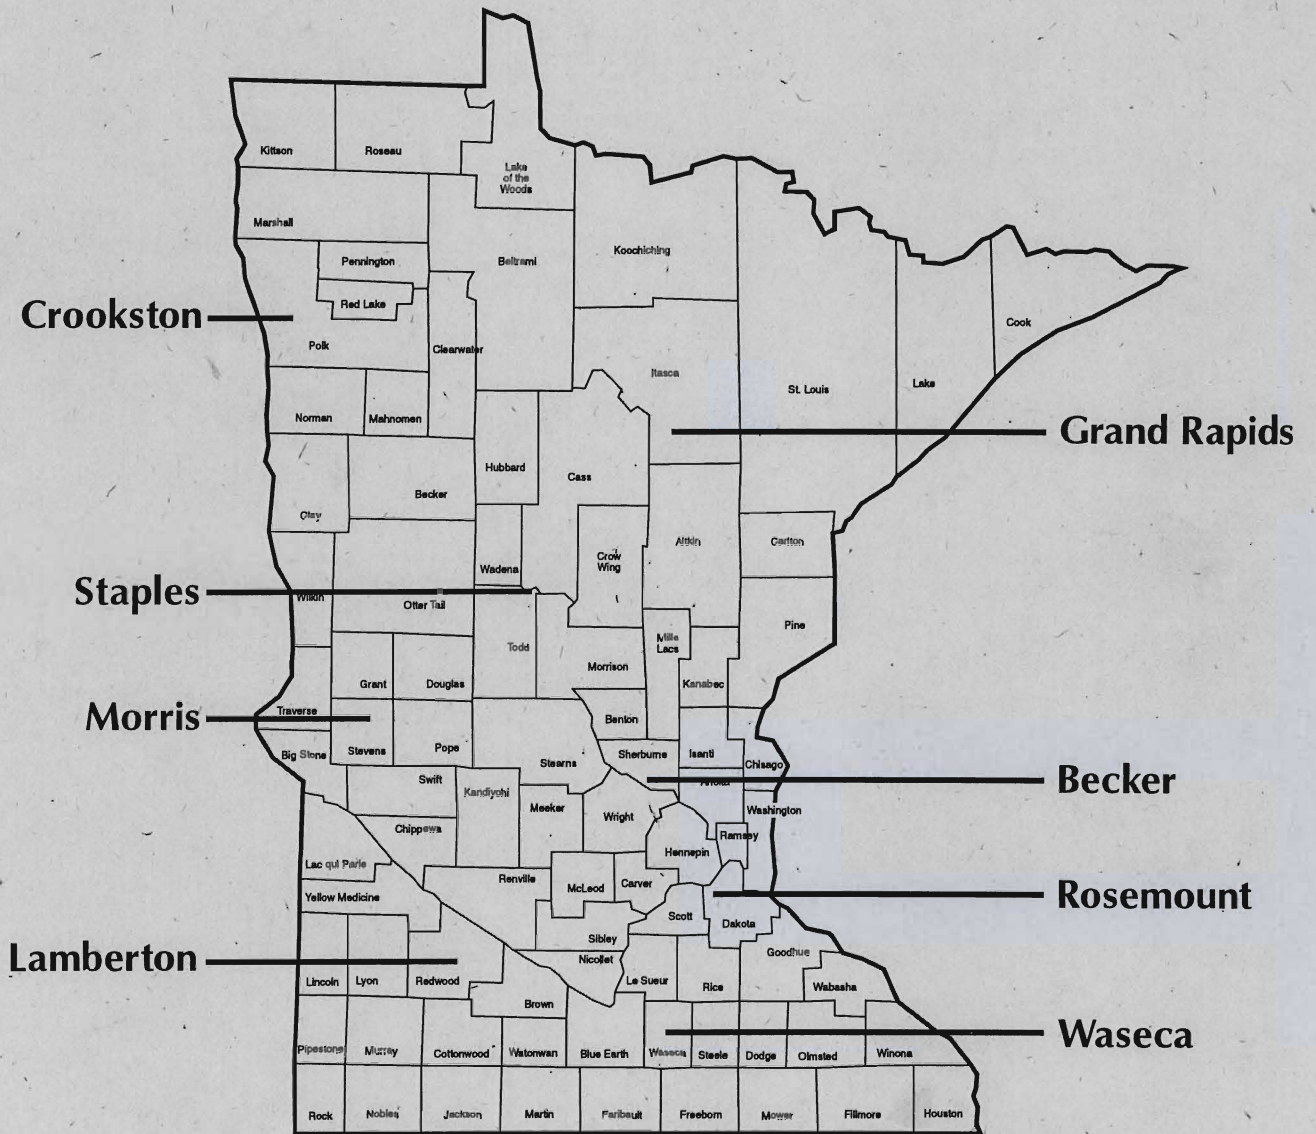 Kittson
Roseau
Lake
of the
Woods
Marshall
Koochiching
Pennington
Beltrami
Red Lake
Crookston
Cook
Polk
Clearwater
Itasca
St. Louis
Lake
Norman
Mahnomen
Grand Rapids
Hubbard
Cass
Becker
Clay
Aitkin
Carlton
Crow
Wing
Wadena
Staples
Wilkin
Otter Tail
Pine
Mille
Lacs
Todd
Morrison
Grant
Douglas
Kanabec
Traverse
Morris
Benton
Big Stone
Stevens
Pope
Sherburne
Isanti
Stearns
Chisago
Swift
Anoka
Becker
Kandiyohi
Meeker
Washington
Wright
Chippewa
Ramsey
Hennepin
Lac qui Parle
Renville
McLeod
Carver
Yellow Medicine
Rosemount
Scott
Dakota
Sibley
Goodhue
Lamberton
Nicollet
Lincoln
Lyon
Redwood
Le Sueur
Rice
Wabasha
Brown
Waseca
Pipestone
Murray
Cottonwood
Watonwan
Blue Earth
Waseca
Steele
Dodge
Olmsted
Winona
Rock
Nobles
Jackson
Martin
Faribault
Freeborn
Mower
Fillmore
Houston